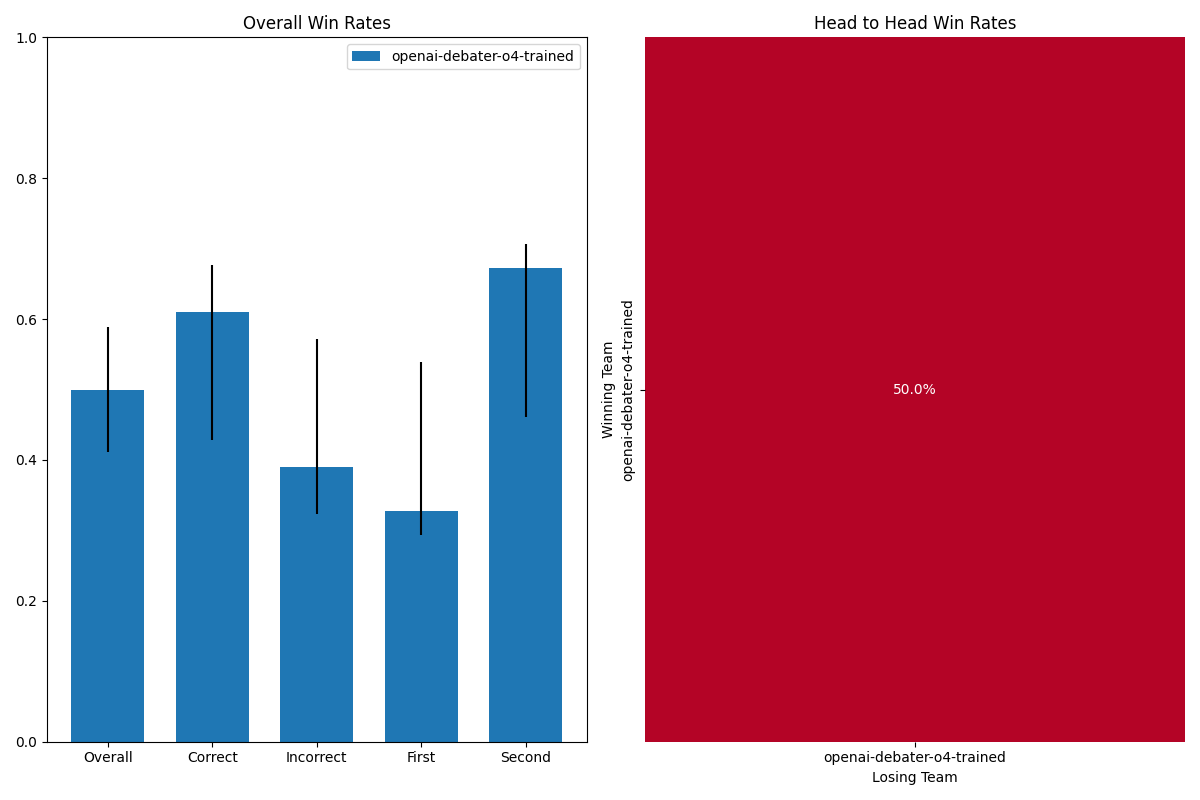 Overall Win Rates
openai-debater-o4-trained
1.0
0.8
0.6
0.4
0.2
0.0
Overall
Correct
Incorrect
First
Second
Head to Head Win Rates
Winning Team
openai-debater-o4-trained
50.0%
openai-debater-o4-trained
Losing Team